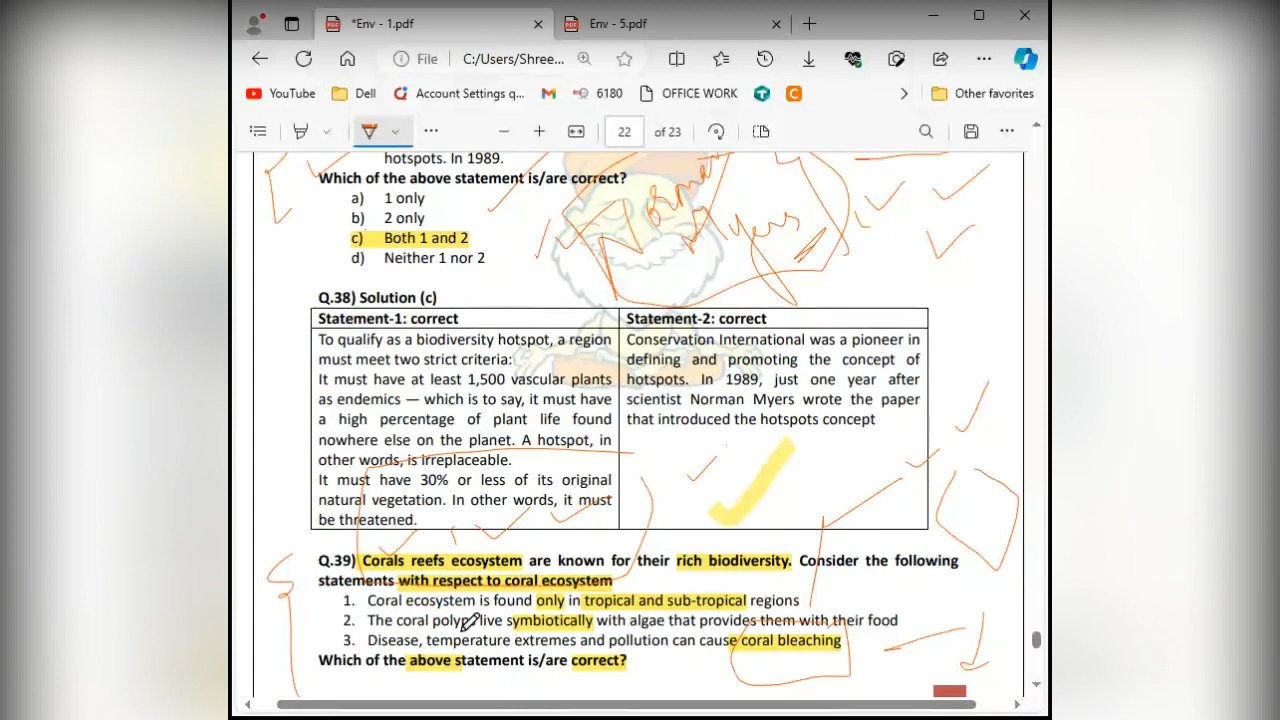 *Env - 1.pdf
Env - 5.pdf
File C:/Users/Shree...
YouTube Dell Account Settings q... 6180 OFFICE WORK Other favorites
22 of 23
hotspots. In 1989.
Which of the above statement is/are correct?
a) 1 only
b) 2 only
c) Both 1 and 2
d) Neither 1 nor 2
Norman
Myers
Q.38) Solution (c)
Statement-1: correct
To qualify as a biodiversity hotspot, a region
must meet two strict criteria:
It must have at least 1,500 vascular plants
as endemics — which is to say, it must have
a high percentage of plant life found
nowhere else on the planet. A hotspot, in
other words, is irreplaceable.
It must have 30% or less of its original
natural vegetation. In other words, it must
be threatened.
Statement-2: correct
Conservation International was a pioneer in
defining and promoting the concept of
hotspots. In 1989, just one year after
scientist Norman Myers wrote the paper
that introduced the hotspots concept
Q.39) Corals reefs ecosystem are known for their rich biodiversity. Consider the following
statements with respect to coral ecosystem
1. Coral ecosystem is found only in tropical and sub-tropical regions
2. The coral polyps live symbiotically with algae that provides them with their food
3. Disease, temperature extremes and pollution can cause coral bleaching
Which of the above statement is/are correct?